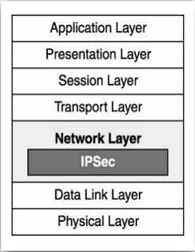 Application Layer
Presentation Layer
Session Layer
Transport Layer
Network Layer
IPSec
Data Link Layer
Physical Layer